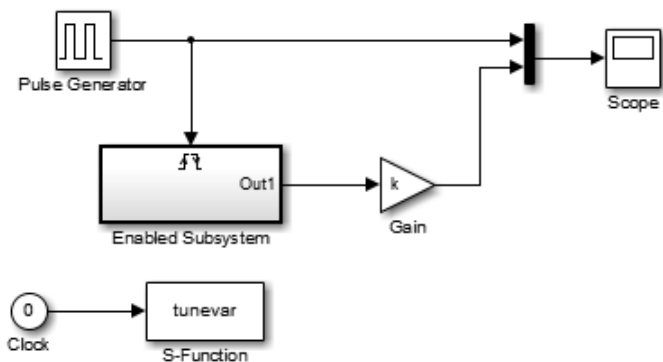 Pulse Generator
Scope
Out1
k
Enabled Subsystem
Gain
0
tunevar
Clock
S-Function